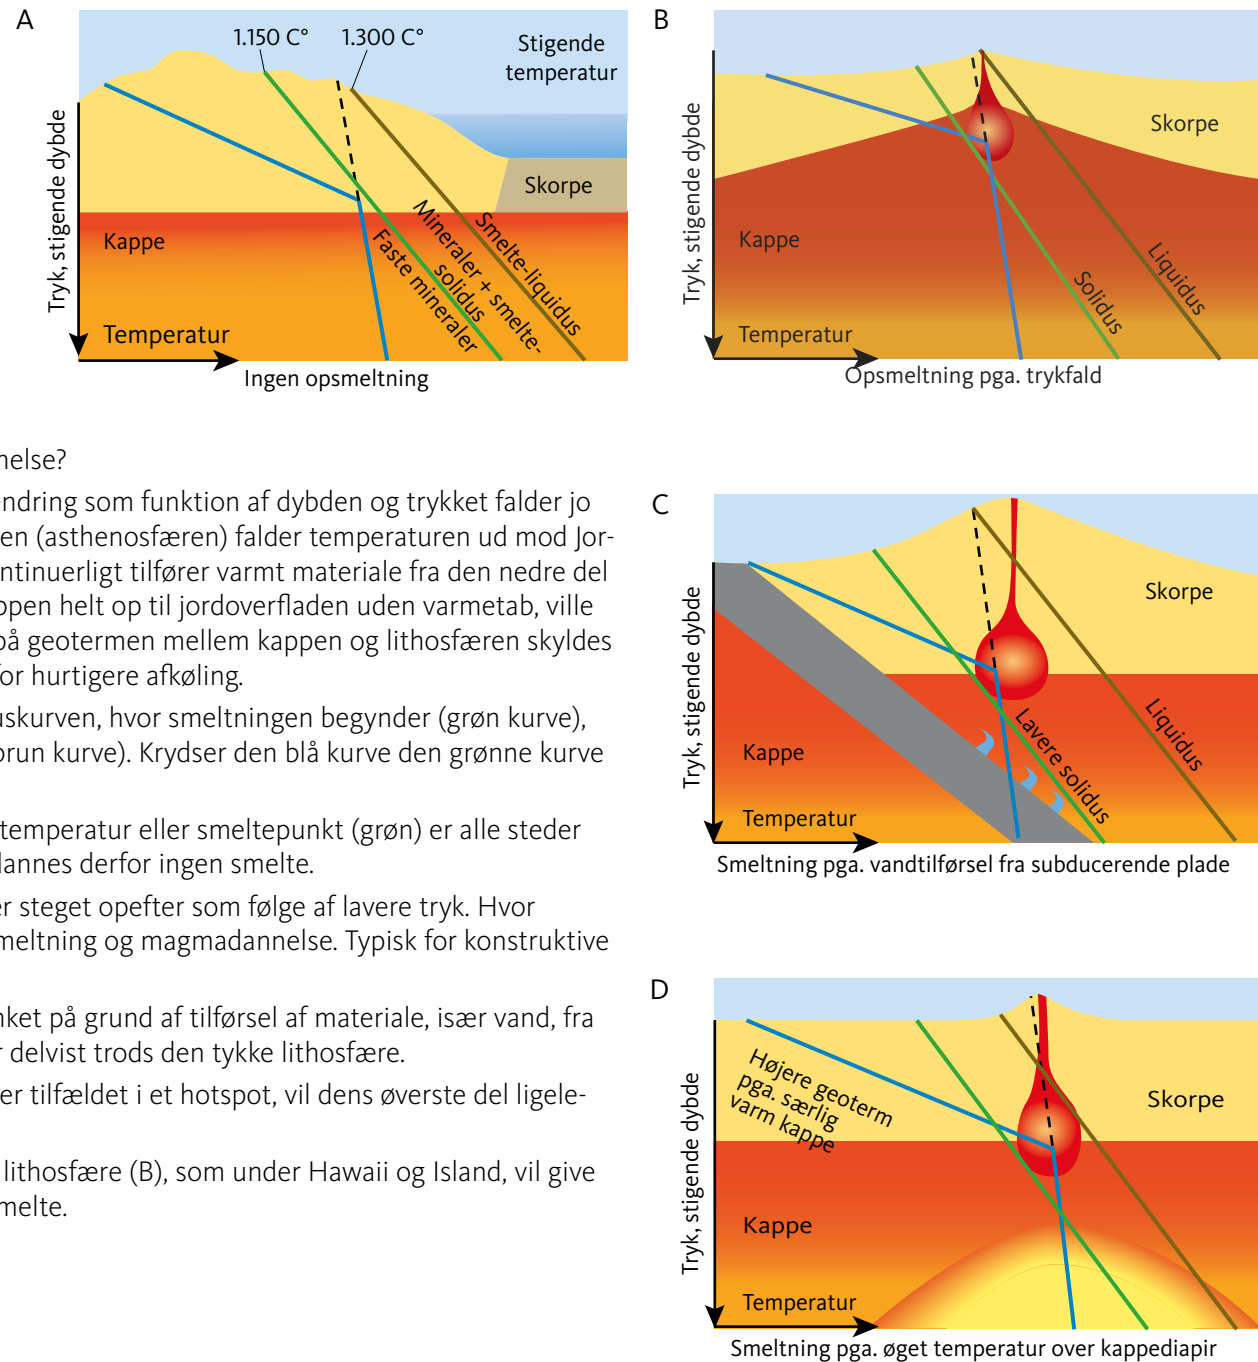 A
1.150 C°
1.300 C°
Stigende
temperatur
Tryk, stigende dybde
Skorpe
Kappe
Smelte-liquidus
Mineraler + smelte-
solidus
Faste mineraler
Temperatur
Ingen opsmeltning
B
Tryk, stigende dybde
Skorpe
Kappe
Liquidus
Solidus
Temperatur
Opsmeltning pga. trykfald
nelse?
endring som funktion af dybden og trykket falder jo
en (asthenosfæren) falder temperaturen ud mod Jor-
ntinuerligt tilfører varmt materiale fra den nedre del
ppen helt op til jordoverfladen uden varmetab, ville
på geotermen mellem kappen og lithosfæren skyldes
for hurtigere afkøling.
uskurven, hvor smeltningen begynder (grøn kurve),
brun kurve). Krydser den blå kurve den grønne kurve
temperatur eller smeltepunkt (grøn) er alle steder
dannes derfor ingen smelte.
er steget opefter som følge af lavere tryk. Hvor
meltning og magmadannelse. Typisk for konstruktive
nket på grund af tilførsel af materiale, især vand, fra
r delvist trods den tykke lithosfære.
er tilfældet i et hotspot, vil dens øverste del ligele-
lithosfære (B), som under Hawaii og Island, vil give
melte.
C
Tryk, stigende dybde
Skorpe
Kappe
Lavere solidus
Liquidus
Temperatur
Smeltning pga. vandtilførsel fra subducerende plade
D
Tryk, stigende dybde
Højere geoterm
pga. særlig
varm kappe
Skorpe
Kappe
Temperatur
Smeltning pga. øget temperatur over kappediapir